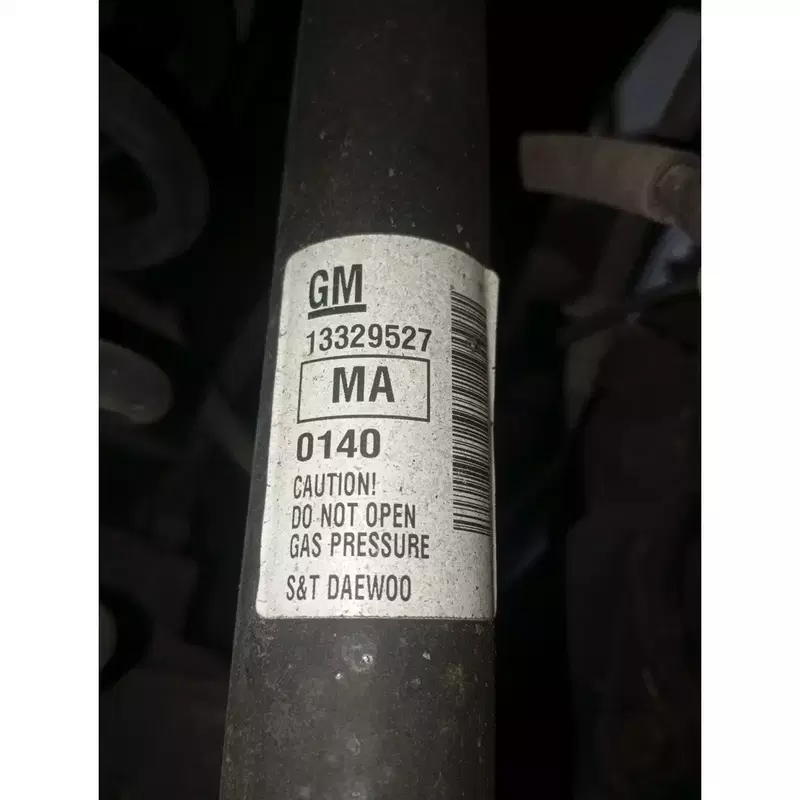 GM
13329527
MA
0140
CAUTION!
DO NOT OPEN
GAS PRESSURE
S&T DAEWOO